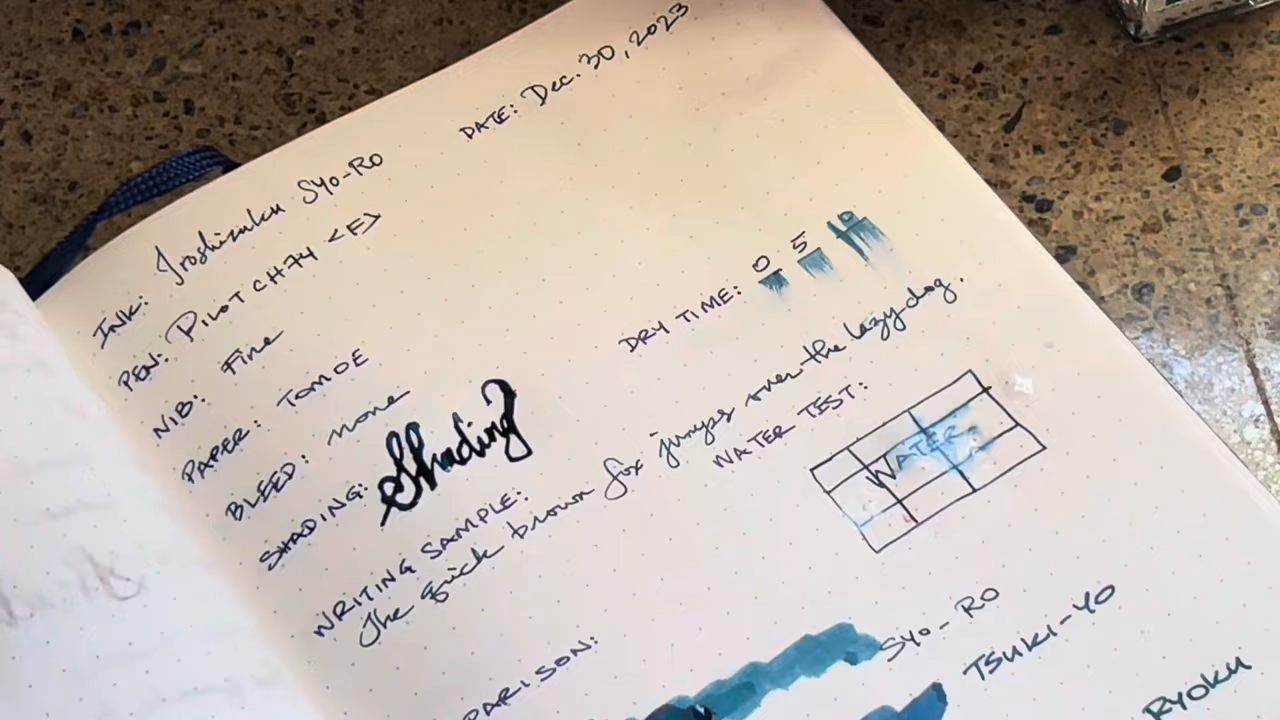 DATE: Dec. 30, 2023
INK: Iroshizuku SYO-RO
PEN: PILOT CH74 <F>
NIB: Fine
PAPER: TOMOE
BLEED: none
DRY TIME: 0 5 10
SHADING: Shading
WRITING SAMPLE:
The quick brown fox jumps over the lazy dog.
WATER TEST:
WATER
PARISON:
SYO-RO
TSUKI-YO
RYOKU